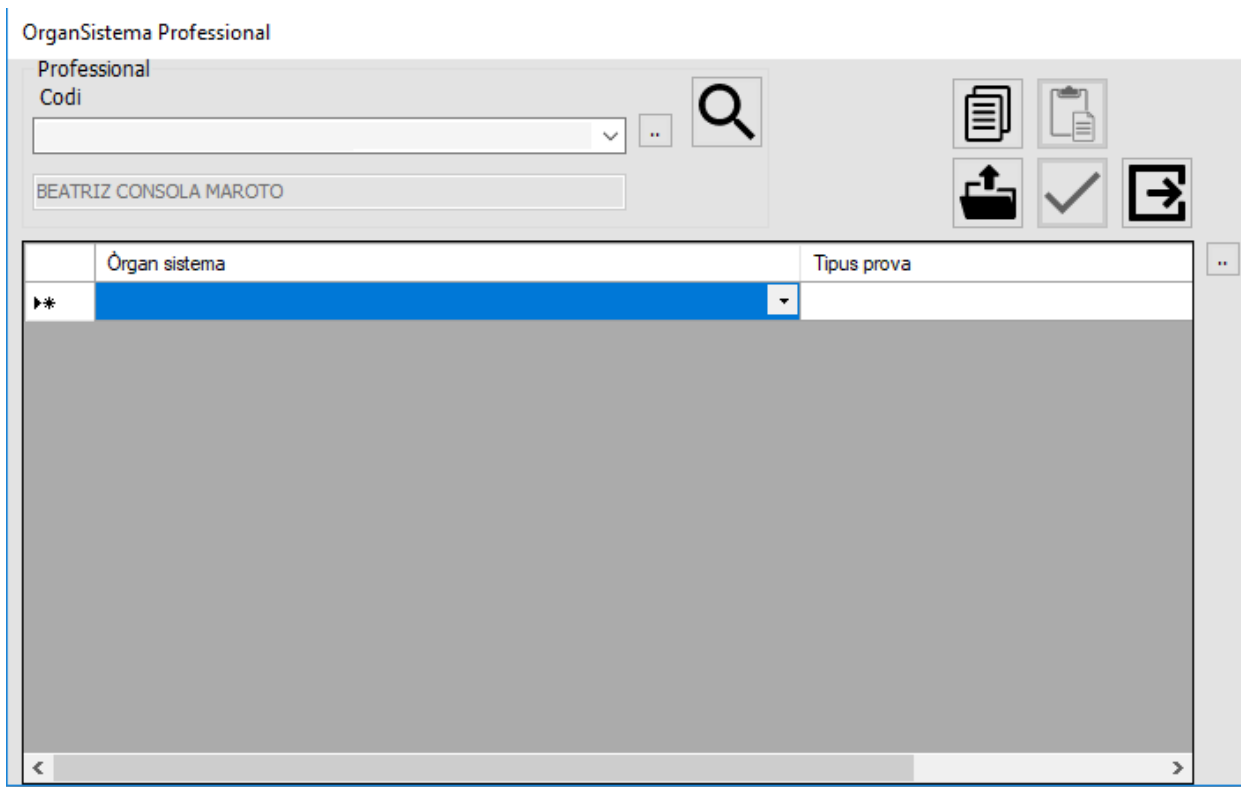 OrganSistema Professional
Professional
Codi
..
BEATRIZ CONSOLA MAROTO
Òrgan sistema Tipus prova
..